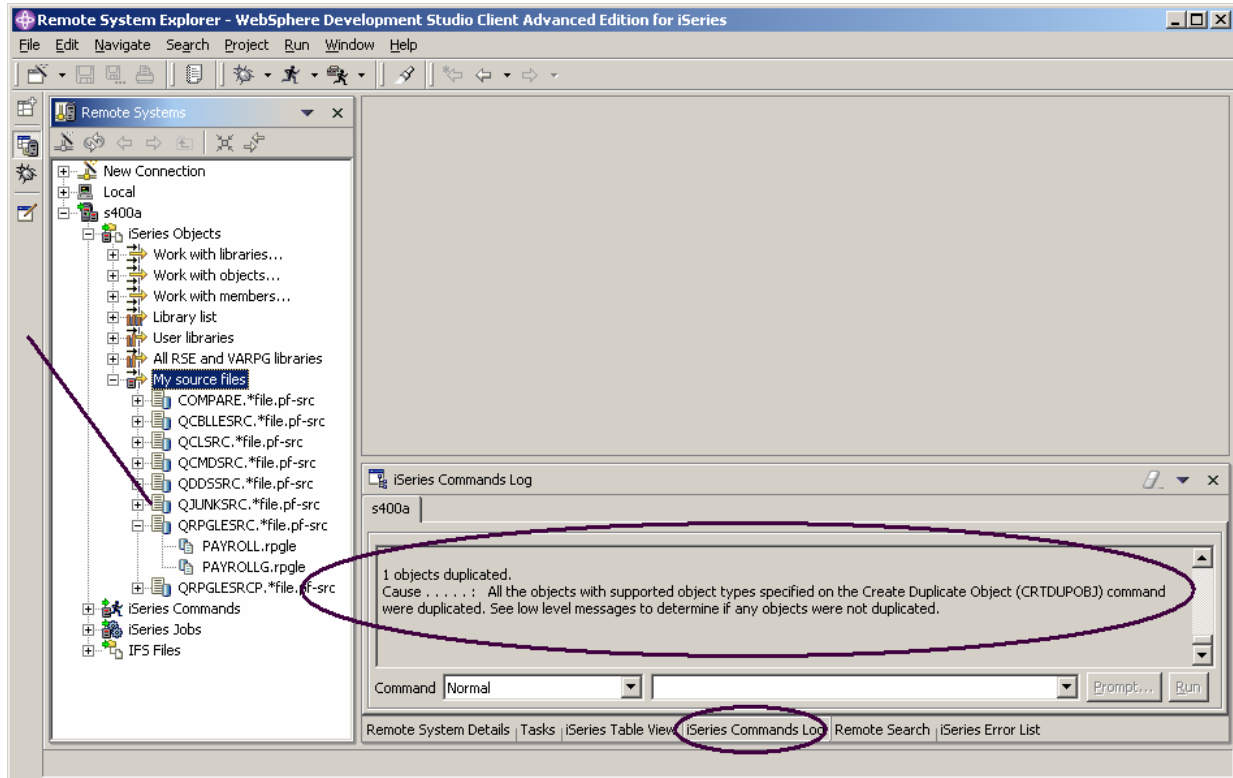 Remote System Explorer - WebSphere Development Studio Client Advanced Edition for iSeries
File Edit Navigate Search Project Run Window Help
Remote Systems
New Connection
Local
s400a
iSeries Objects
Work with libraries...
Work with objects...
Work with members...
Library list
User libraries
All RSE and VARPG libraries
My source files
COMPARE.*file.pf-src
QCBLLESRC.*file.pf-src
QCLSRC.*file.pf-src
QCMDSRC.*file.pf-src
QDDSSRC.*file.pf-src
QJUNKSRC.*file.pf-src
QRPGLESRC.*file.pf-src
PAYROLL.rpgle
PAYROLLG.rpgle
QRPGLESRCP.*file.pf-src
iSeries Commands
iSeries Jobs
IFS Files
iSeries Commands Log
s400a
1 objects duplicated.
Cause . . . . . : All the objects with supported object types specified on the Create Duplicate Object (CRTDUPOBJ) command
were duplicated. See low level messages to determine if any objects were not duplicated.
Command Normal Prompt... Run
Remote System Details Tasks iSeries Table View iSeries Commands Log Remote Search iSeries Error List